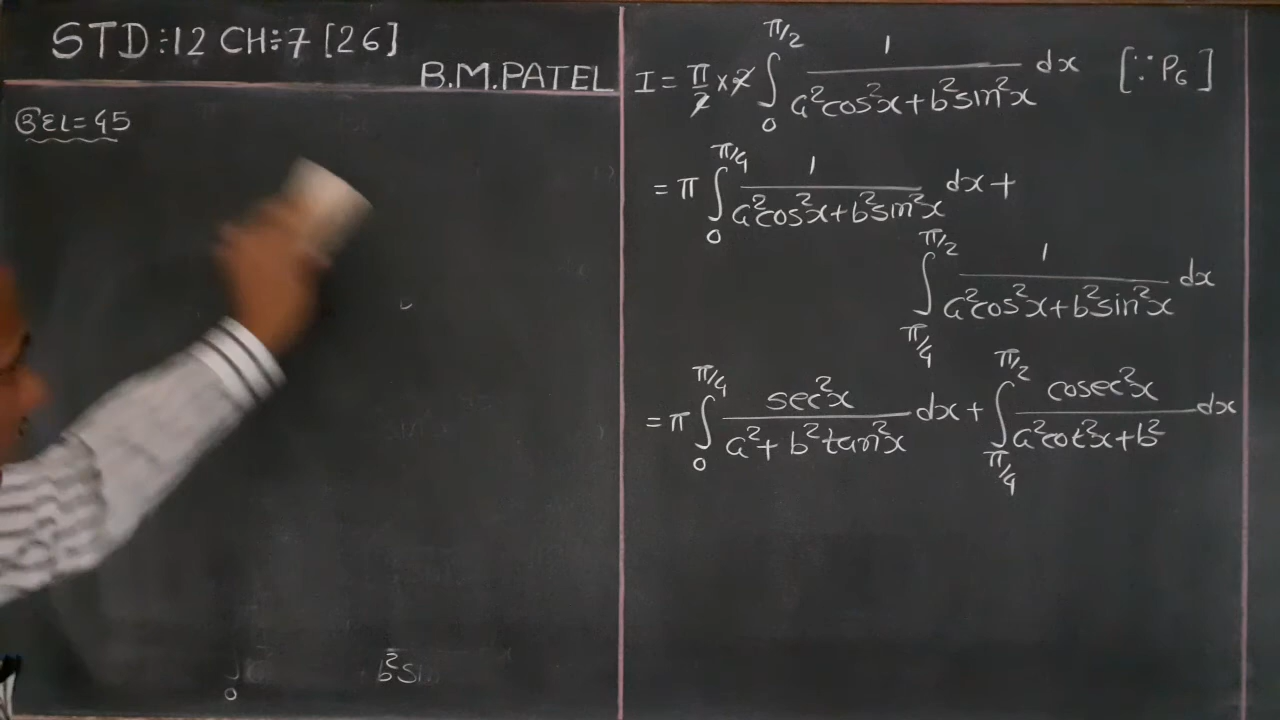 STD:12 CH:7 [26]
B.M.PATEL
ઉદા.=45
I = π/2 × 2 ∫₀^{π/2} 1/(a²cos²x+b²sin²x) dx [∵ P₆]
= π ∫₀^{π/4} 1/(a²cos²x+b²sin²x) dx +
∫_{π/4}^{π/2} 1/(a²cos²x+b²sin²x) dx
= π ∫₀^{π/4} sec²x/(a²+b²tan²x) dx + ∫_{π/4}^{π/2} cosec²x/(a²cot²x+b²) dx